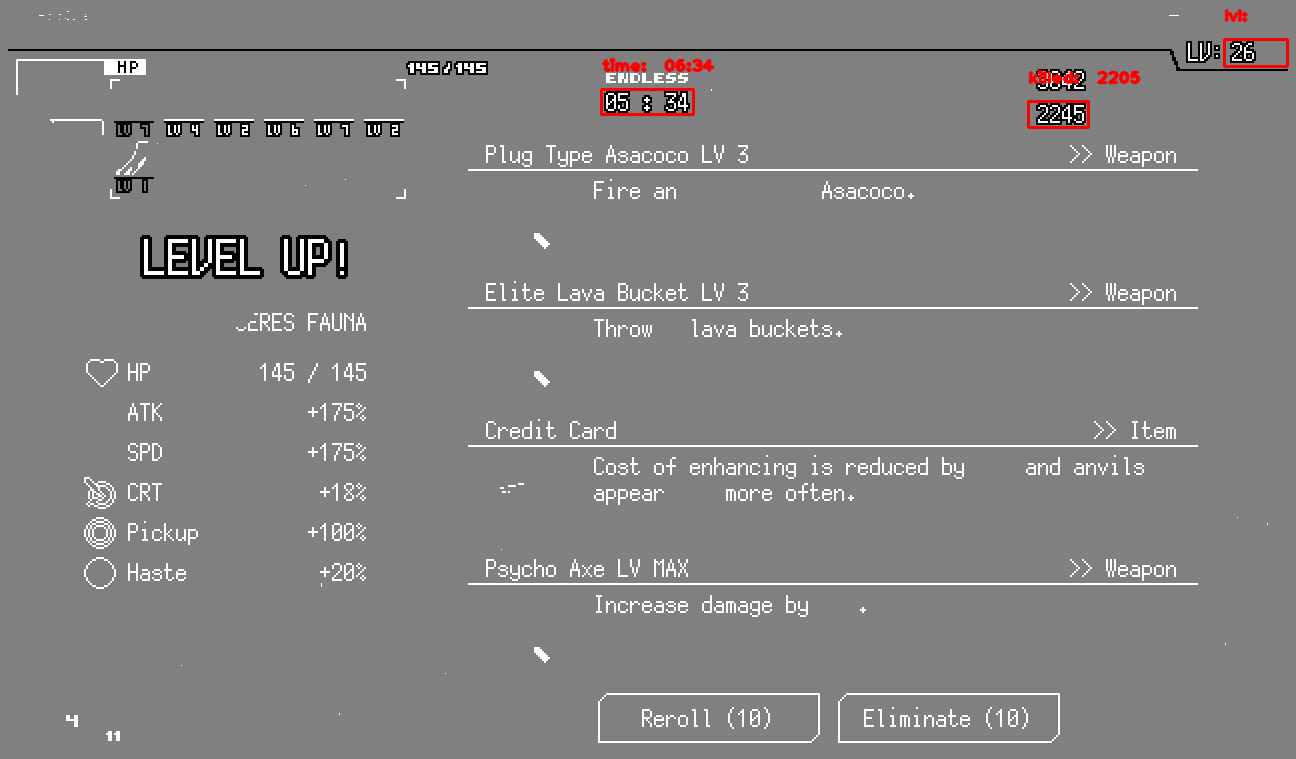 lvl:
LV: 26
HP
145/145
time: 06:34
ENDLESS
05 : 34
killed: 2205
2245
LV 4 LV 2 LV 6 LV 2
LV 1
Plug Type Asacoco LV 3 >> Weapon
Fire an Asacoco.
LEVEL UP!
Elite Lava Bucket LV 3 >> Weapon
Throw lava buckets.
ERES FAUNA
HP 145 / 145
ATK +175%
SPD +175%
CRT +18%
Pickup +100%
Haste +20%
Credit Card >> Item
Cost of enhancing is reduced by and anvils
appear more often.
Psycho Axe LV MAX >> Weapon
Increase damage by .
Reroll (10) Eliminate (10)
4
11